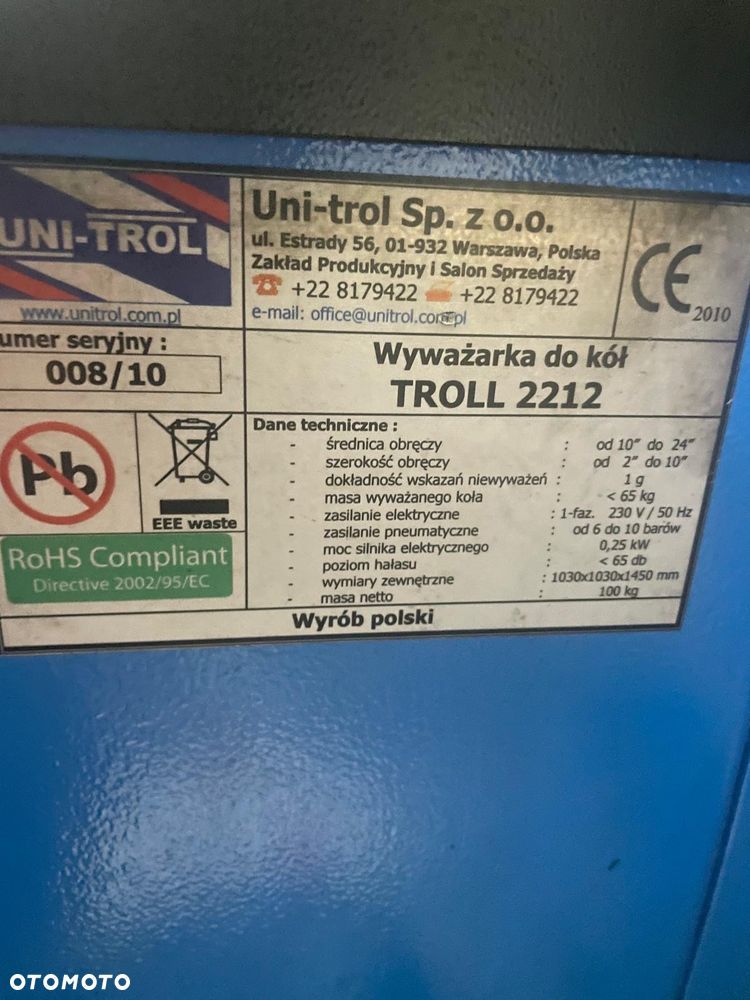 UNI-TROL
www.unitrol.com.pl
Uni-trol Sp. z o.o.
ul. Estrady 56, 01-932 Warszawa, Polska
Zakład Produkcyjny i Salon Sprzedaży
+22 8179422 +22 8179422
e-mail: office@unitrol.com.pl
CE 2010
umer seryjny :
008/10
Wyważarka do kół
TROLL 2212
Pb
EEE waste
RoHS Compliant
Directive 2002/95/EC
Dane techniczne :
- średnica obręczy : od 10" do 24"
- szerokość obręczy : od 2" do 10"
- dokładność wskazań niewyważeń : 1 g
- masa wyważanego koła : < 65 kg
- zasilanie elektryczne : 1-faz. 230 V / 50 Hz
- zasilanie pneumatyczne : od 6 do 10 barów
- moc silnika elektrycznego : 0,25 kW
- poziom hałasu : < 65 db
- wymiary zewnętrzne : 1030x1030x1450 mm
- masa netto : 100 kg
Wyrób polski
OTOMOTO